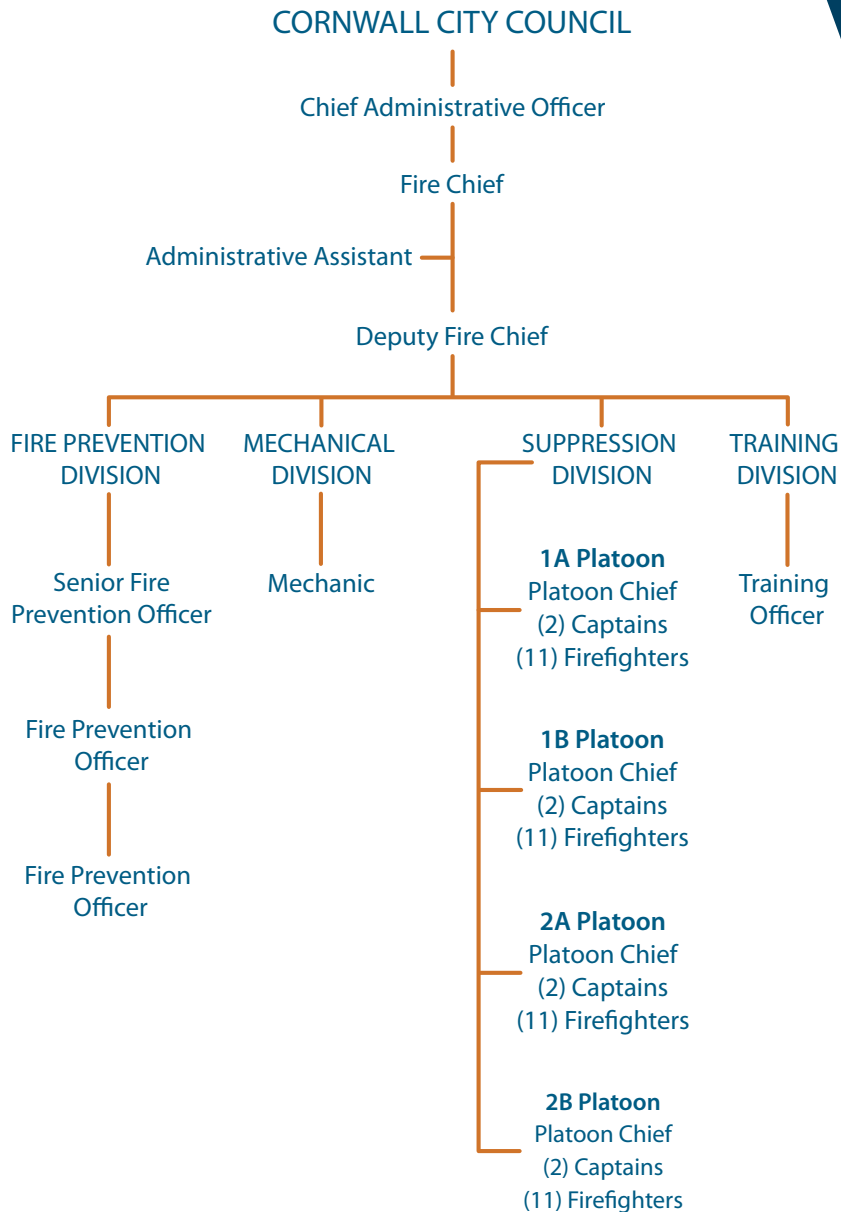 CORNWALL CITY COUNCIL
Chief Administrative Officer
Fire Chief
Administrative Assistant
Deputy Fire Chief
FIRE PREVENTION
DIVISION
Senior Fire
Prevention Officer
Fire Prevention
Officer
Fire Prevention
Officer
MECHANICAL
DIVISION
Mechanic
SUPPRESSION
DIVISION
1A Platoon
Platoon Chief
(2) Captains
(11) Firefighters
1B Platoon
Platoon Chief
(2) Captains
(11) Firefighters
2A Platoon
Platoon Chief
(2) Captains
(11) Firefighters
2B Platoon
Platoon Chief
(2) Captains
(11) Firefighters
TRAINING
DIVISION
Training
Officer